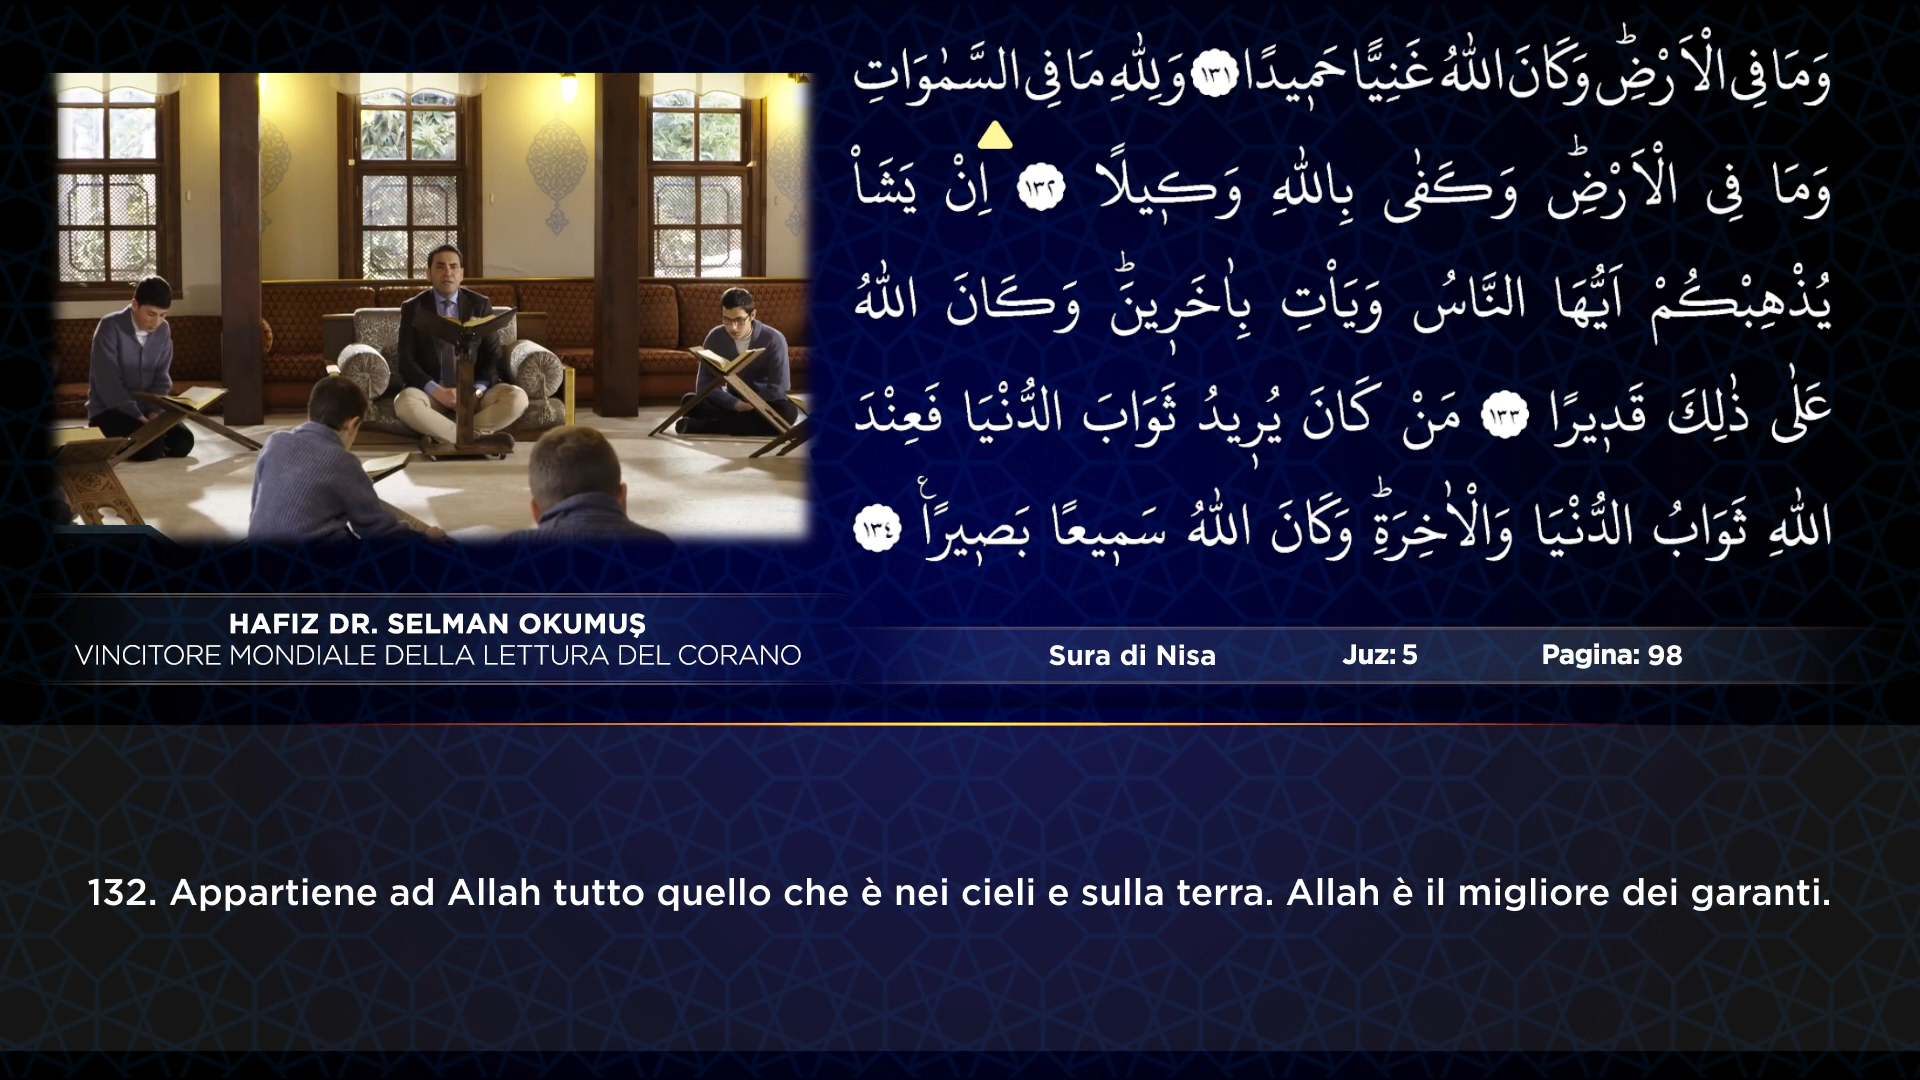 وَمَا فِى الْاَرْضِۜ وَكَانَ اللّٰهُ غَنِيًّا حَم۪يدًا ﴿١٣١﴾ وَلِلّٰهِ مَا فِى السَّمٰوَاتِ
وَمَا فِى الْاَرْضِۜ وَكَفٰى بِاللّٰهِ وَك۪يلًا ﴿١٣٢﴾ اِنْ يَشَاْ
يُذْهِبْكُمْ اَيُّهَا النَّاسُ وَيَاْتِ بِاٰخَر۪ينَۜ وَكَانَ اللّٰهُ
عَلٰى ذٰلِكَ قَد۪يرًا ﴿١٣٣﴾ مَنْ كَانَ يُر۪يدُ ثَوَابَ الدُّنْيَا فَعِنْدَ
اللّٰهِ ثَوَابُ الدُّنْيَا وَالْاٰخِرَةِۜ وَكَانَ اللّٰهُ سَم۪يعًا بَص۪يرًا۟ ﴿١٣٤﴾
HAFIZ DR. SELMAN OKUMUŞ
VINCITORE MONDIALE DELLA LETTURA DEL CORANO
Sura di Nisa Juz: 5 Pagina: 98
132. Appartiene ad Allah tutto quello che è nei cieli e sulla terra. Allah è il migliore dei garanti.